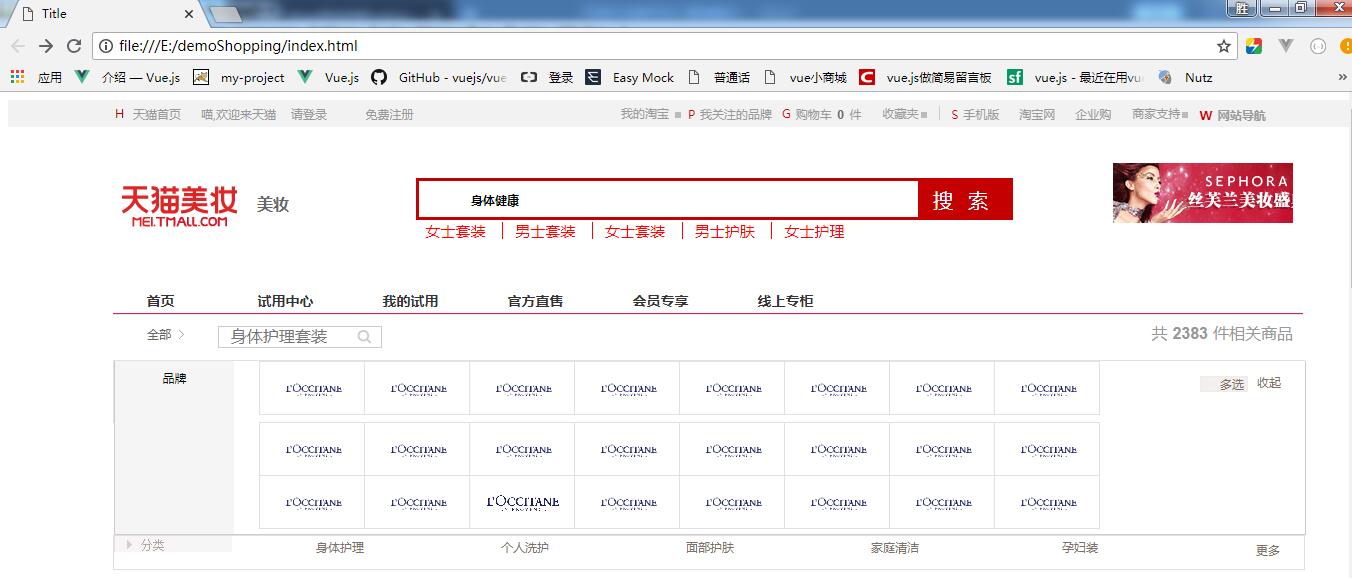 Title
胜
file:///E:/demoShopping/index.html
应用 介绍 — Vue.js my-project Vue.js GitHub - vuejs/vue 登录 Easy Mock 普通话 vue小商城 vue.js做简易留言板 vue.js - 最近在用vu Nutz »
H 天猫首页 喵,欢迎来天猫 请登录 免费注册 我的淘宝 P 我关注的品牌 G 购物车 0 件 收藏夹 S 手机版 淘宝网 企业购 商家支持 W 网站导航
天猫美妆
MEI.TMALL.COM
美妆
身体健康 搜 索
SEPHORA
丝芙兰美妆盛
女士套装 男士套装 女士套装 男士护肤 女士护理
首页 试用中心 我的试用 官方直售 会员专享 线上专柜
全部 身体护理套装 共 2383 件相关商品
品牌 多选 收起
L'OCCITANE L'OCCITANE L'OCCITANE L'OCCITANE L'OCCITANE L'OCCITANE L'OCCITANE L'OCCITANE
L'OCCITANE L'OCCITANE L'OCCITANE L'OCCITANE L'OCCITANE L'OCCITANE L'OCCITANE L'OCCITANE
L'OCCITANE L'OCCITANE L'OCCITANE L'OCCITANE L'OCCITANE L'OCCITANE L'OCCITANE L'OCCITANE
分类 身体护理 个人洗护 面部护肤 家庭清洁 孕妇装 更多